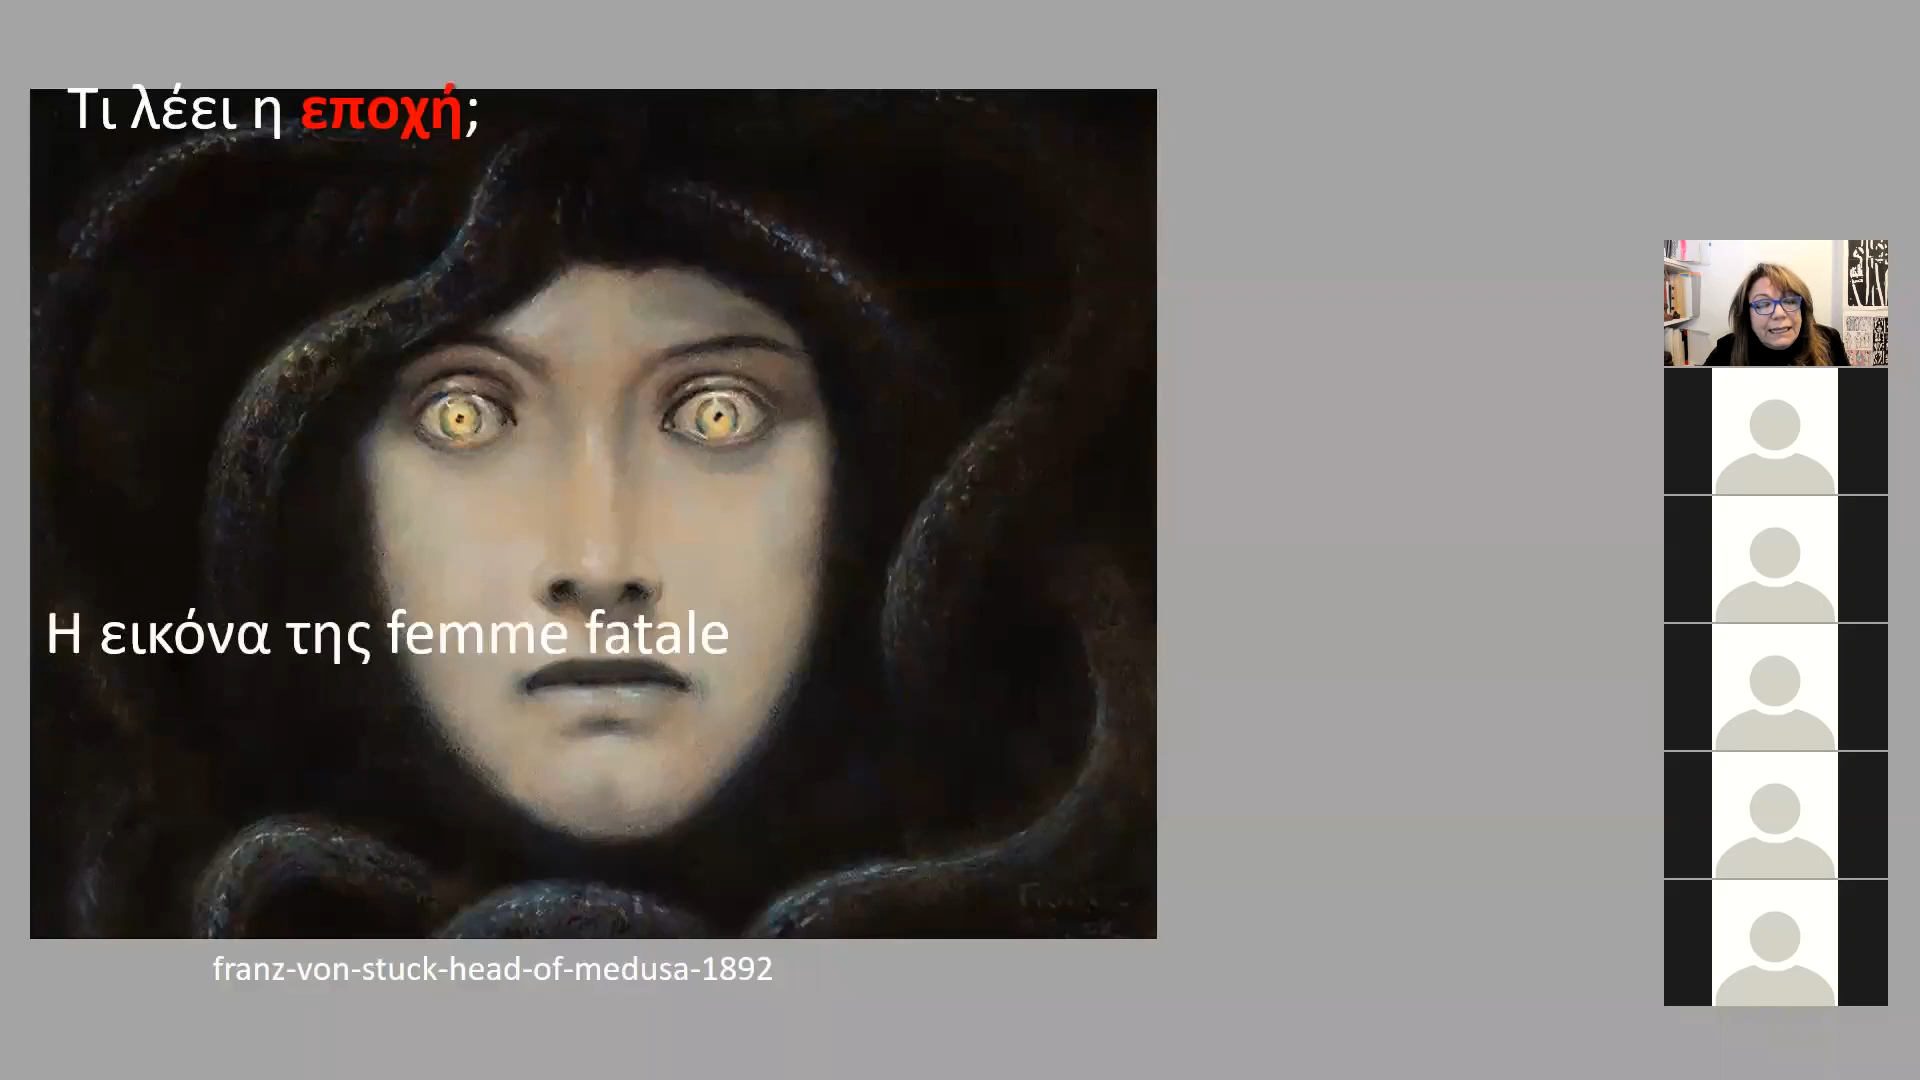 Τι λέει η εποχή;
Η εικόνα της femme fatale
franz-von-stuck-head-of-medusa-1892